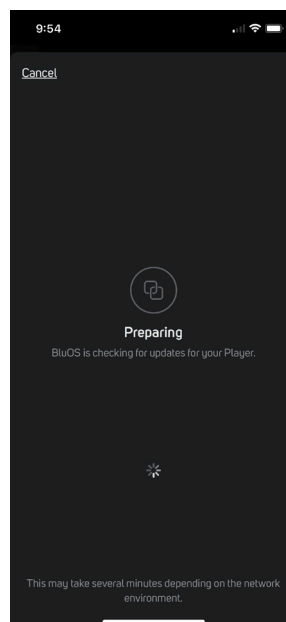 9:54
Cancel
Preparing
BluOS is checking for updates for your Player.
This may take several minutes depending on the network
environment.